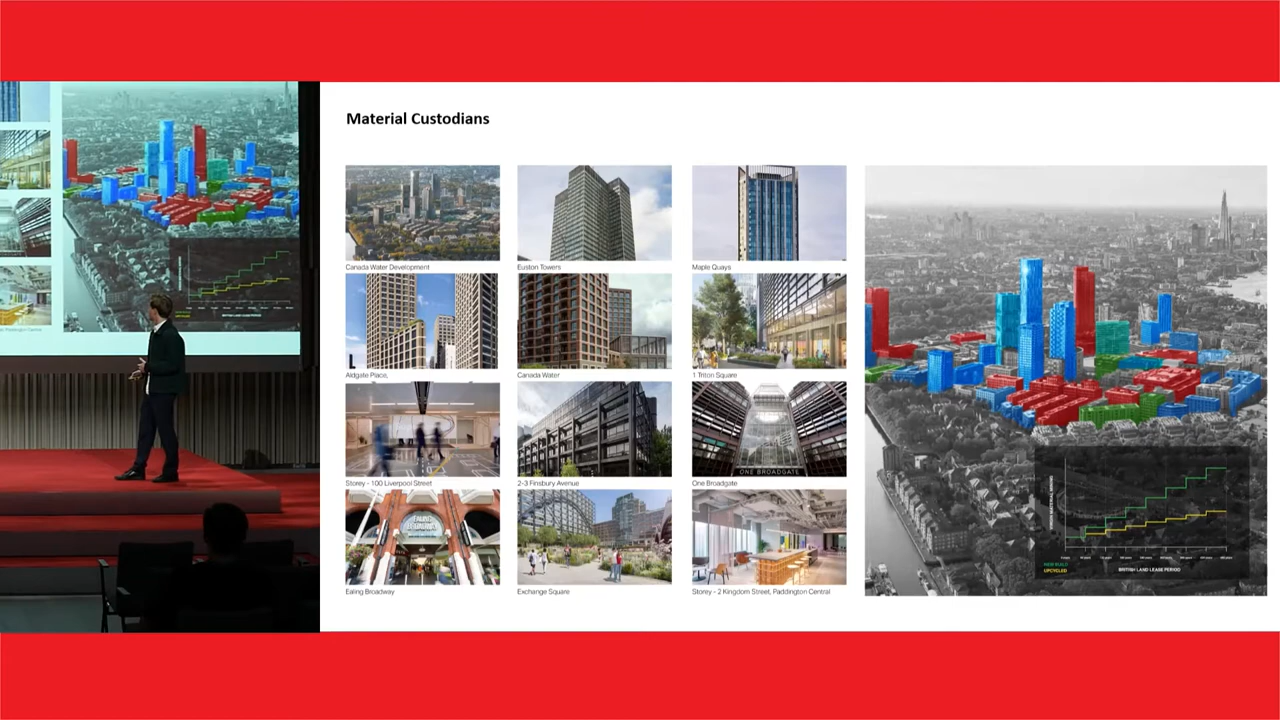 Material Custodians
Canada Water Development
Euston Towers
Maple Quays
Aldgate Place,
Canada Water
1 Triton Square
ONE BROADGATE
Storey - 100 Liverpool Street
2-3 Finsbury Avenue
One Broadgate
EALING
BROADWAY
Ealing Broadway
Exchange Square
Storey - 2 Kingdom Street, Paddington Central
NEW BUILD
UPCYCLED
BRITISH LAND LEASE PERIOD